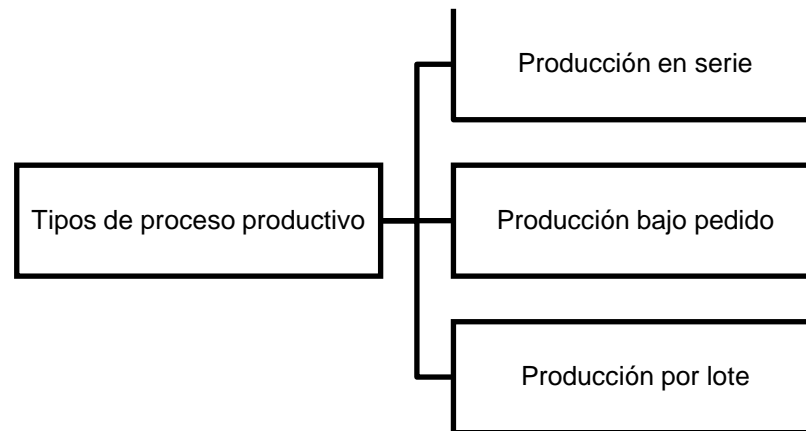 Producción en serie
Tipos de proceso productivo
Producción bajo pedido
Producción por lote